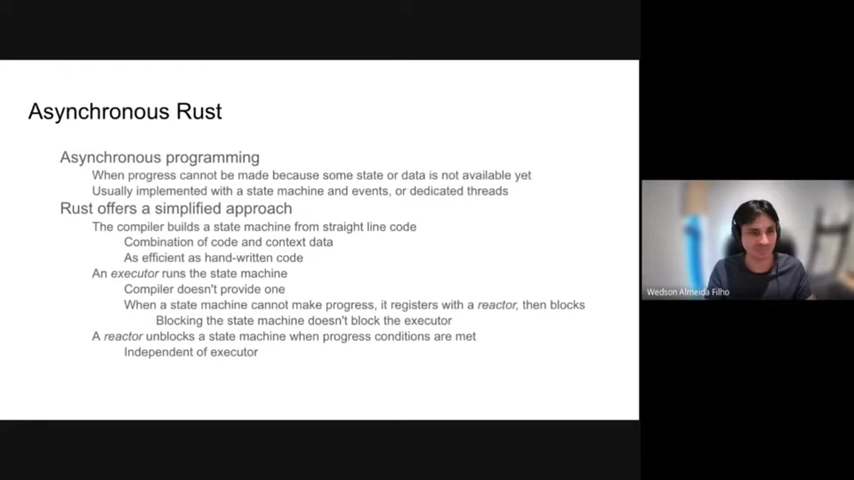 Asynchronous Rust
Asynchronous programming
When progress cannot be made because some state or data is not available yet
Usually implemented with a state machine and events, or dedicated threads
Rust offers a simplified approach
The compiler builds a state machine from straight line code
Combination of code and context data
As efficient as hand-written code
An executor runs the state machine
Compiler doesn't provide one
When a state machine cannot make progress, it registers with a reactor, then blocks
Blocking the state machine doesn't block the executor
A reactor unblocks a state machine when progress conditions are met
Independent of executor
Wedson Almeida Filho